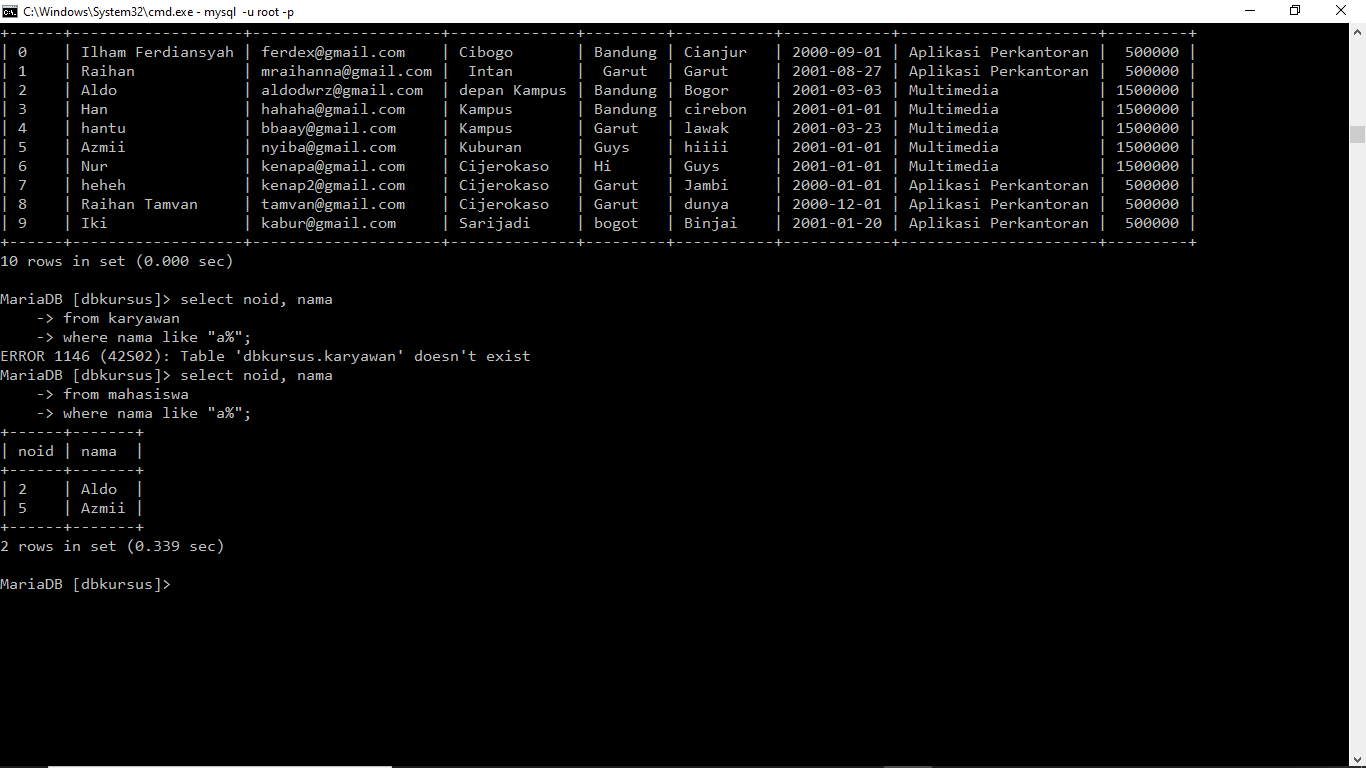 C:\Windows\System32\cmd.exe - mysql  -u root -p
+------+-------------------+---------------------+--------------+---------+-----------+------------+----------------------+---------+
| 0    | Ilham Ferdiansyah | ferdex@gmail.com    | Cibogo       | Bandung | Cianjur   | 2000-09-01 | Aplikasi Perkantoran |  500000 |
| 1    | Raihan            | mraihanna@gmail.com |  Intan       |  Garut  | Garut     | 2001-08-27 | Aplikasi Perkantoran |  500000 |
| 2    | Aldo              | aldodwrz@gmail.com  | depan Kampus | Bandung | Bogor     | 2001-03-03 | Multimedia           | 1500000 |
| 3    | Han               | hahaha@gmail.com    | Kampus       | Bandung | cirebon   | 2001-01-01 | Multimedia           | 1500000 |
| 4    | hantu             | bbaay@gmail.com     | Kampus       | Garut   | lawak     | 2001-03-23 | Multimedia           | 1500000 |
| 5    | Azmii             | nyiba@gmail.com     | Kuburan      | Guys    | hiiii     | 2001-01-01 | Multimedia           | 1500000 |
| 6    | Nur               | kenapa@gmail.com    | Cijerokaso   | Hi      | Guys      | 2001-01-01 | Multimedia           | 1500000 |
| 7    | heheh             | kenap2@gmail.com    | Cijerokaso   | Garut   | Jambi     | 2000-01-01 | Aplikasi Perkantoran |  500000 |
| 8    | Raihan Tamvan     | tamvan@gmail.com    | Cijerokaso   | Garut   | dunya     | 2000-12-01 | Aplikasi Perkantoran |  500000 |
| 9    | Iki               | kabur@gmail.com     | Sarijadi     | bogot   | Binjai    | 2001-01-20 | Aplikasi Perkantoran |  500000 |
+------+-------------------+---------------------+--------------+---------+-----------+------------+----------------------+---------+
10 rows in set (0.000 sec)

MariaDB [dbkursus]> select noid, nama
    -> from karyawan
    -> where nama like "a%";
ERROR 1146 (42S02): Table 'dbkursus.karyawan' doesn't exist
MariaDB [dbkursus]> select noid, nama
    -> from mahasiswa
    -> where nama like "a%";
+------+-------+
| noid | nama  |
+------+-------+
| 2    | Aldo  |
| 5    | Azmii |
+------+-------+
2 rows in set (0.339 sec)

MariaDB [dbkursus]>